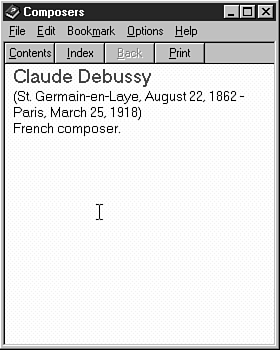 Composers
File Edit Bookmark Options Help
Contents Index Back Print
Claude Debussy
(St. Germain-en-Laye, August 22, 1862 -
Paris, March 25, 1918)
French composer.